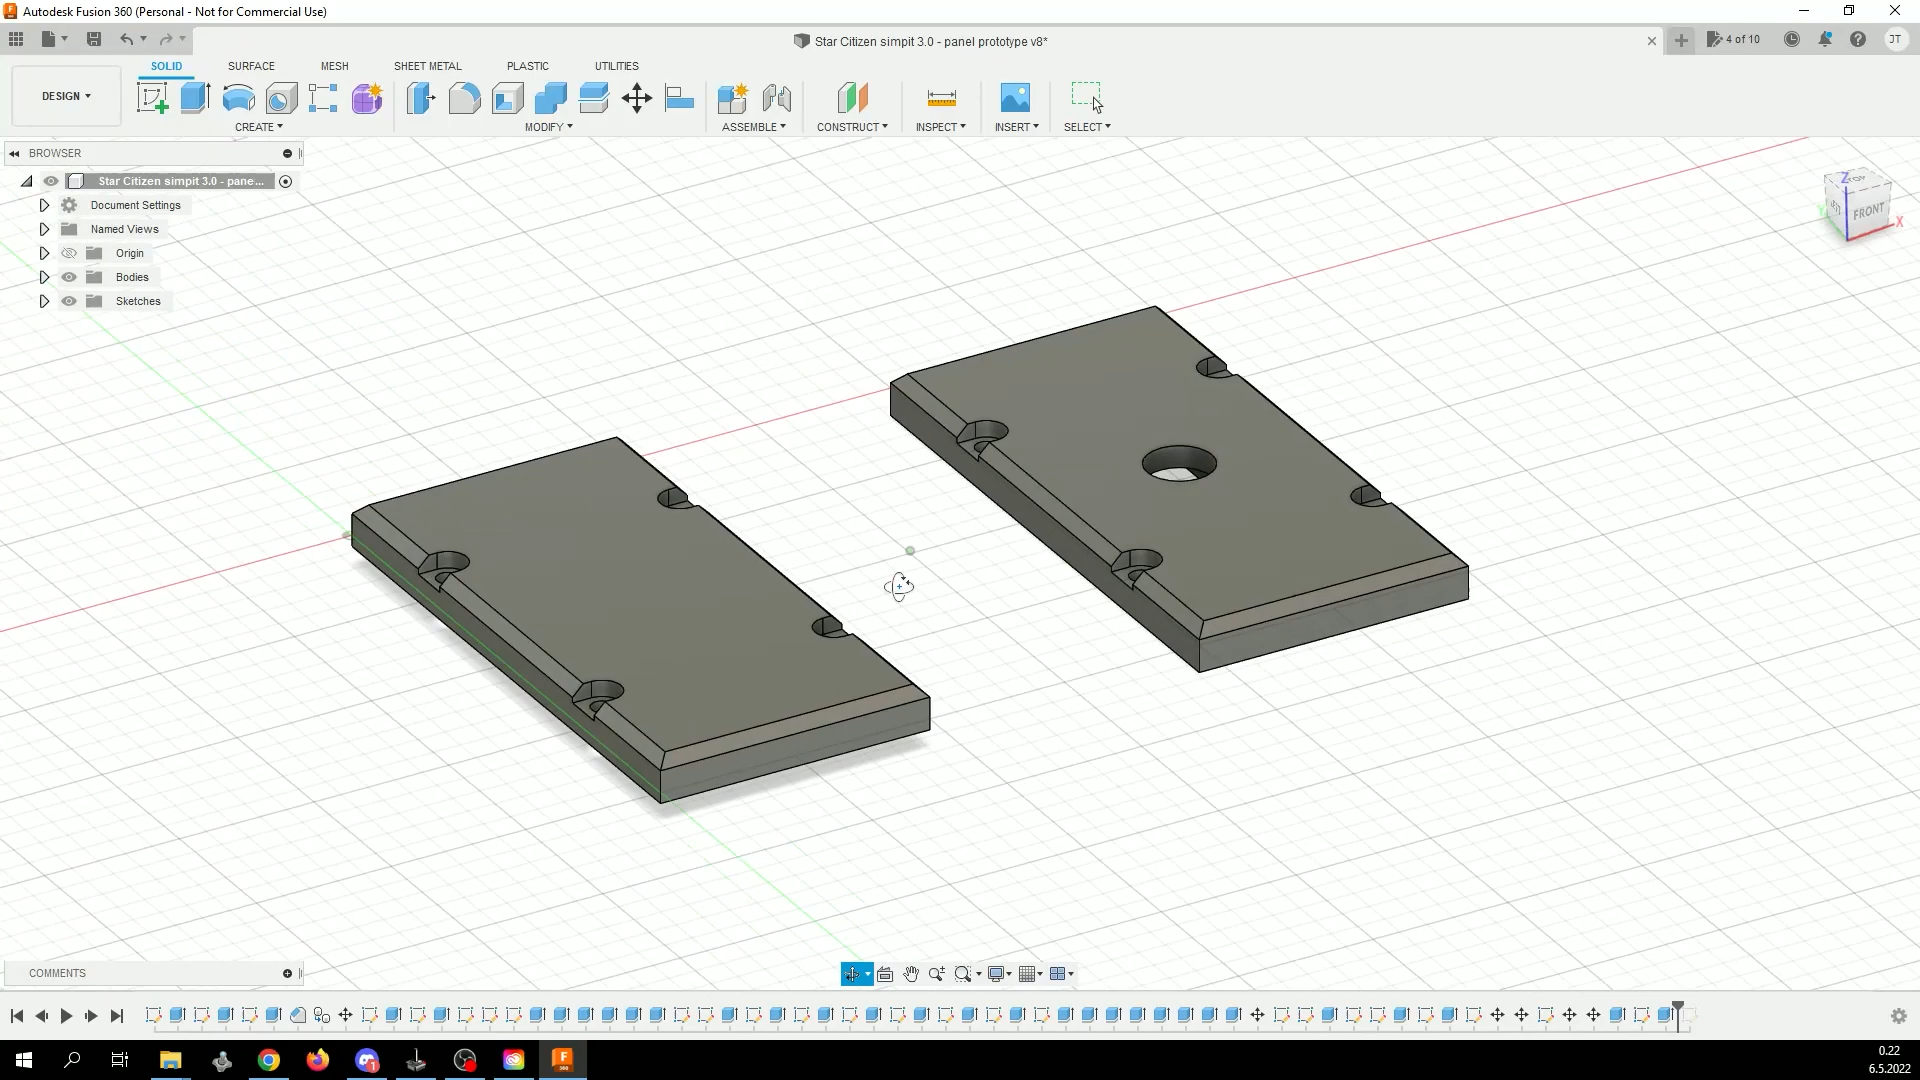 Autodesk Fusion 360 (Personal - Not for Commercial Use)
Star Citizen simpit 3.0 - panel prototype v8*
4 of 10
JT
DESIGN
SOLID
SURFACE
MESH
SHEET METAL
PLASTIC
UTILITIES
CREATE
MODIFY
ASSEMBLE
CONSTRUCT
INSPECT
INSERT
SELECT
BROWSER
Star Citizen simpit 3.0 - pane...
Document Settings
Named Views
Origin
Bodies
Sketches
Z
TOP
FRONT
X
COMMENTS
0.22
6.5.2022